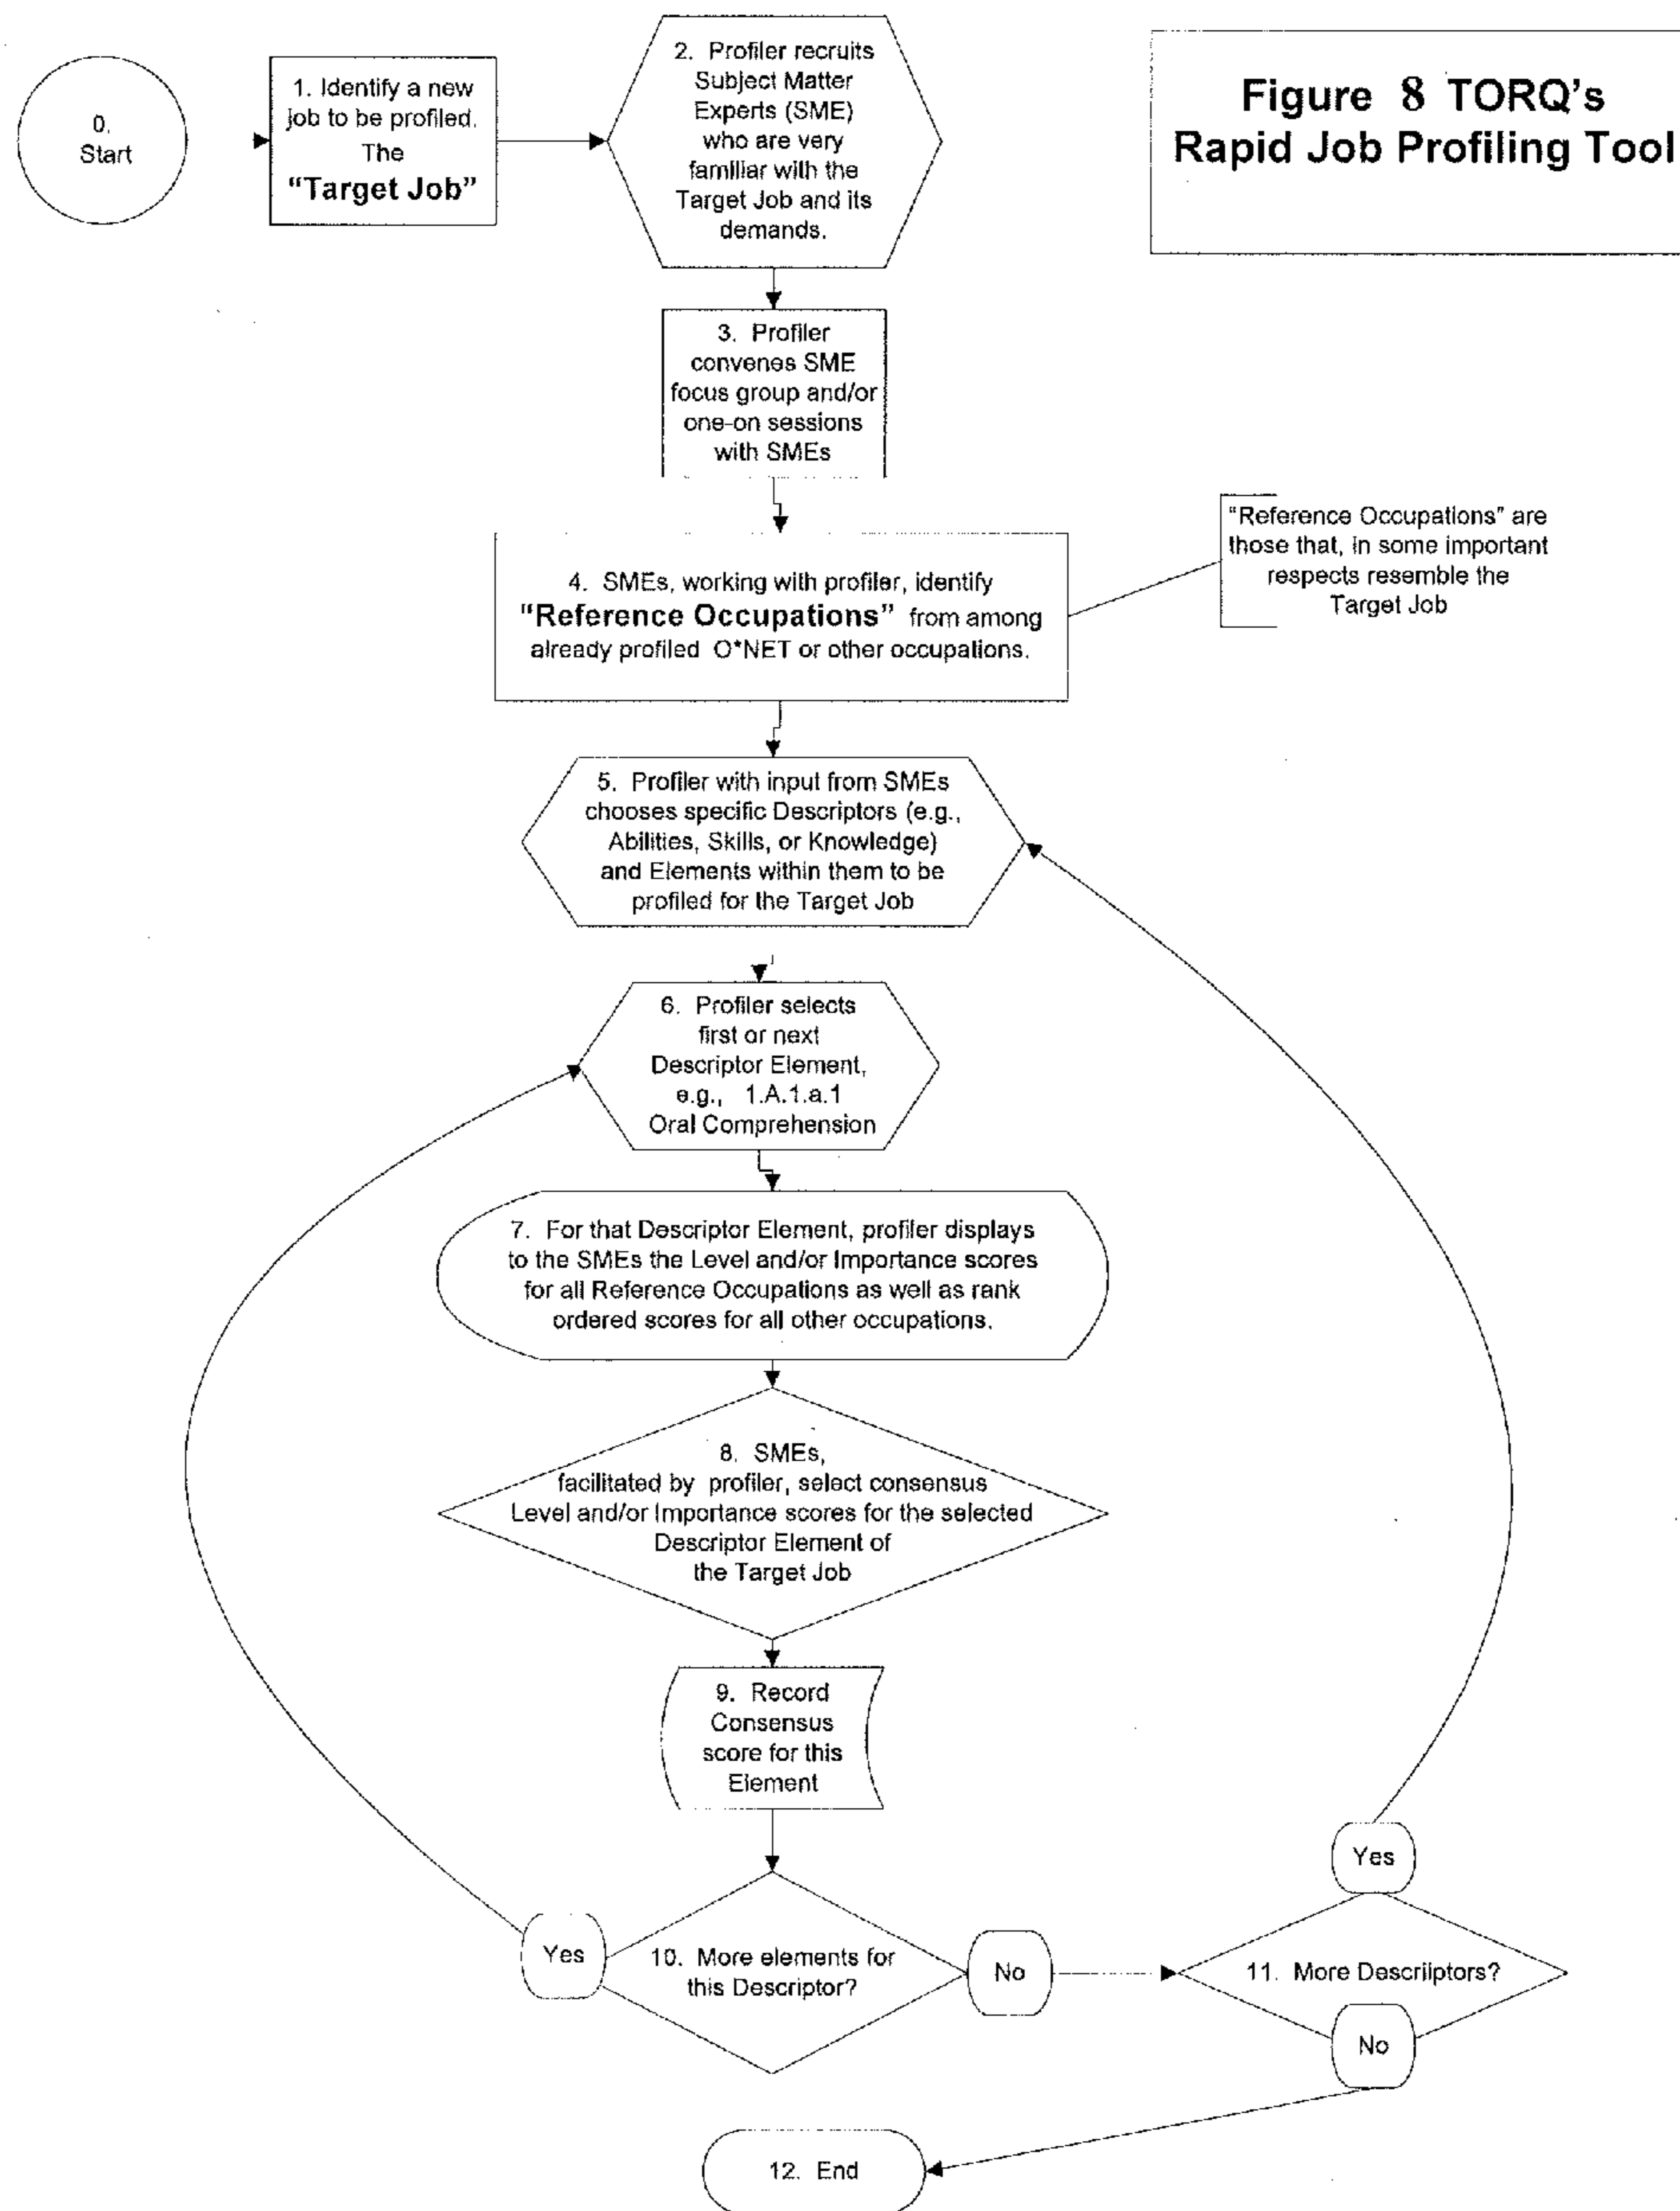 0.
Start
1. Identify a new
job to be profiled.
The
"Target Job"
2. Profiler recruits
Subject Matter
Experts (SME)
who are very
familiar with the
Target Job and its
demands.
Figure 8 TORQ's
Rapid Job Profiling Tool
3. Profiler
convenes SME
focus group and/or
one-on sessions
with SMEs
4. SMEs, working with profiler, identify
"Reference Occupations" from among
already profiled O*NET or other occupations.
"Reference Occupations" are
those that, in some important
respects resemble the
Target Job
5. Profiler with input from SMEs
chooses specific Descriptors (e.g.,
Abilities, Skills, or Knowledge)
and Elements within them to be
profiled for the Target Job
6. Profiler selects
first or next
Descriptor Element,
e.g., 1.A.1.a.1
Oral Comprehension
7. For that Descriptor Element, profiler displays
to the SMEs the Level and/or Importance scores
for all Reference Occupations as well as rank
ordered scores for all other occupations.
8. SMEs,
facilitated by profiler, select consensus
Level and/or Importance scores for the selected
Descriptor Element of
the Target Job
9. Record
Consensus
score for this
Element
Yes
10. More elements for
this Descriptor?
No
Yes
11. More Descriiptors?
No
12. End